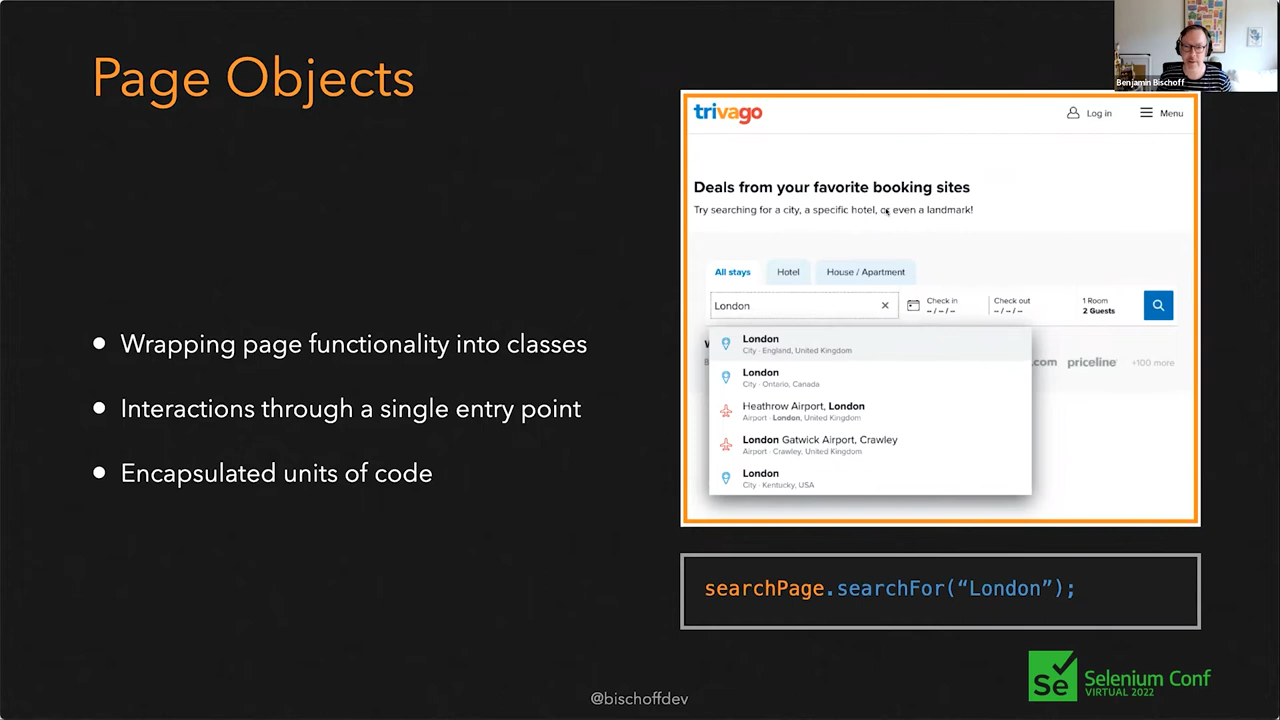 Page Objects
Benjamin Bischoff
trivago
Log in
Menu
Deals from your favorite booking sites
Try searching for a city, a specific hotel, or even a landmark!
All stays
Hotel
House / Apartment
London
Check in
-- / -- / --
Check out
-- / -- / --
1 Room
2 Guests
London
City · England, United Kingdom
London
City · Ontario, Canada
Heathrow Airport, London
Airport · London, United Kingdom
London Gatwick Airport, Crawley
Airport · Crawley, United Kingdom
London
City · Kentucky, USA
.com
priceline
+100 more
• Wrapping page functionality into classes
• Interactions through a single entry point
• Encapsulated units of code
searchPage.searchFor(“London”);
@bischoffdev
Se
Selenium Conf
VIRTUAL 2022